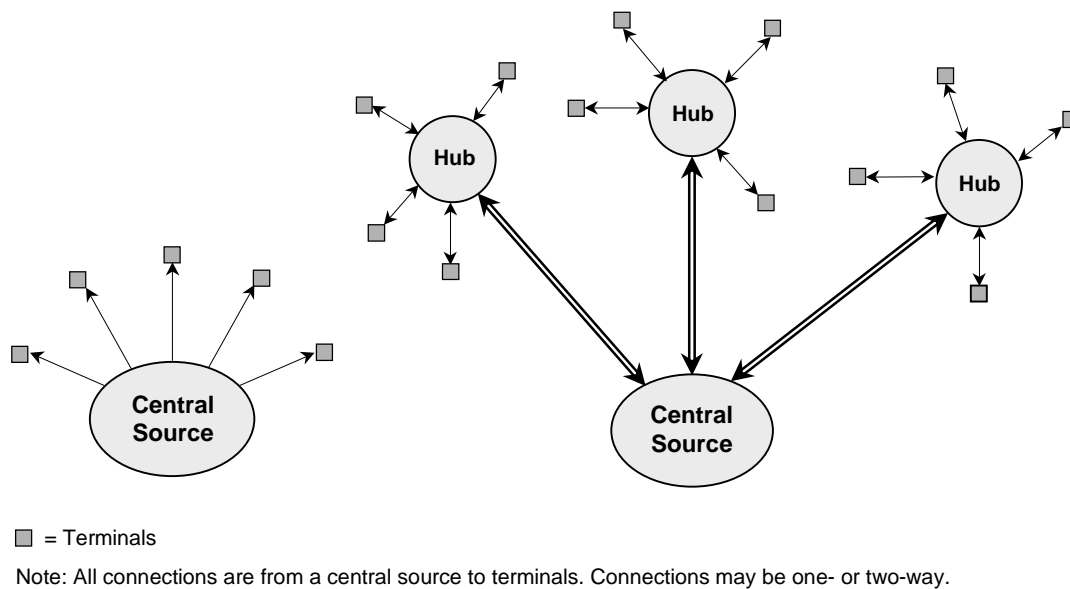 Hub
Hub
Hub
Central
Source
Central
Source
= Terminals
Note: All connections are from a central source to terminals. Connections may be one- or two-way.